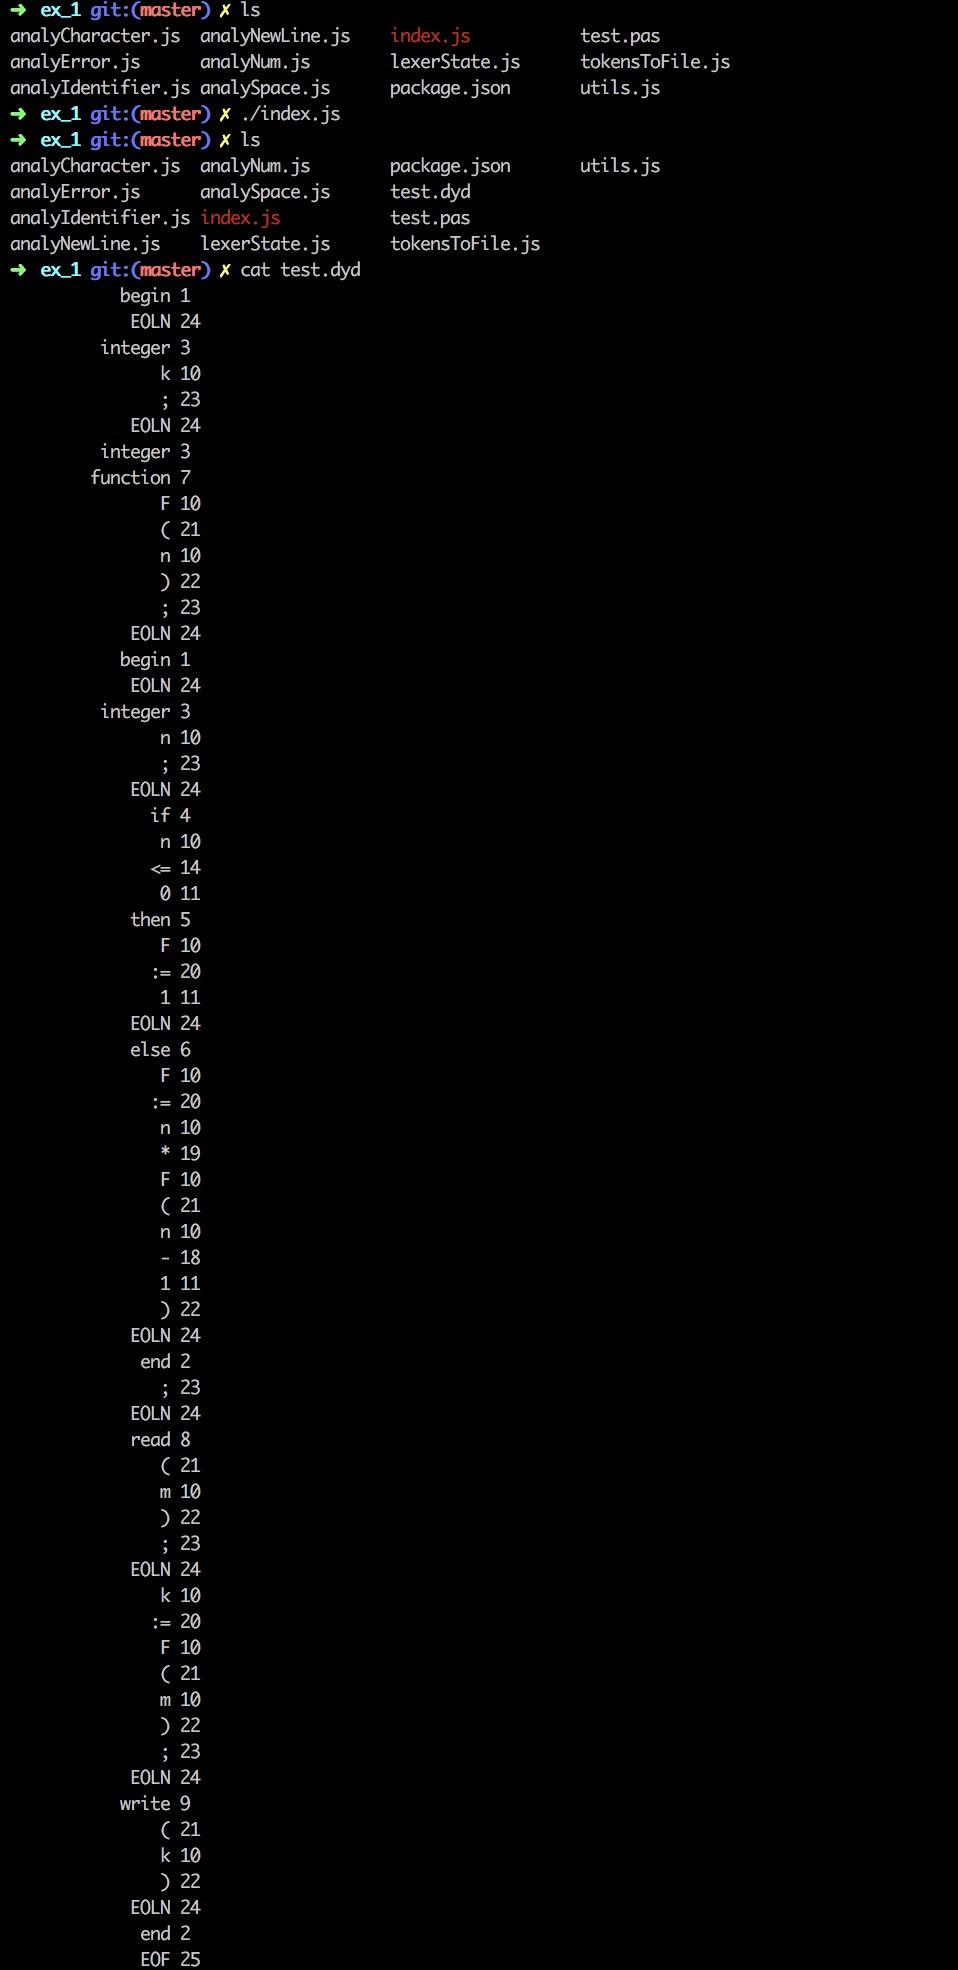 ➜ ex_1 git:(master) ✗ ls
analyCharacter.js analyNewLine.js index.js test.pas
analyError.js analyNum.js lexerState.js tokensToFile.js
analyIdentifier.js analySpace.js package.json utils.js
➜ ex_1 git:(master) ✗ ./index.js
➜ ex_1 git:(master) ✗ ls
analyCharacter.js analyNum.js package.json utils.js
analyError.js analySpace.js test.dyd
analyIdentifier.js index.js test.pas
analyNewLine.js lexerState.js tokensToFile.js
➜ ex_1 git:(master) ✗ cat test.dyd
begin 1
EOLN 24
integer 3
k 10
; 23
EOLN 24
integer 3
function 7
F 10
( 21
n 10
) 22
; 23
EOLN 24
begin 1
EOLN 24
integer 3
n 10
; 23
EOLN 24
if 4
n 10
<= 14
0 11
then 5
F 10
:= 20
1 11
EOLN 24
else 6
F 10
:= 20
n 10
* 19
F 10
( 21
n 10
- 18
1 11
) 22
EOLN 24
end 2
; 23
EOLN 24
read 8
( 21
m 10
) 22
; 23
EOLN 24
k 10
:= 20
F 10
( 21
m 10
) 22
; 23
EOLN 24
write 9
( 21
k 10
) 22
EOLN 24
end 2
EOF 25